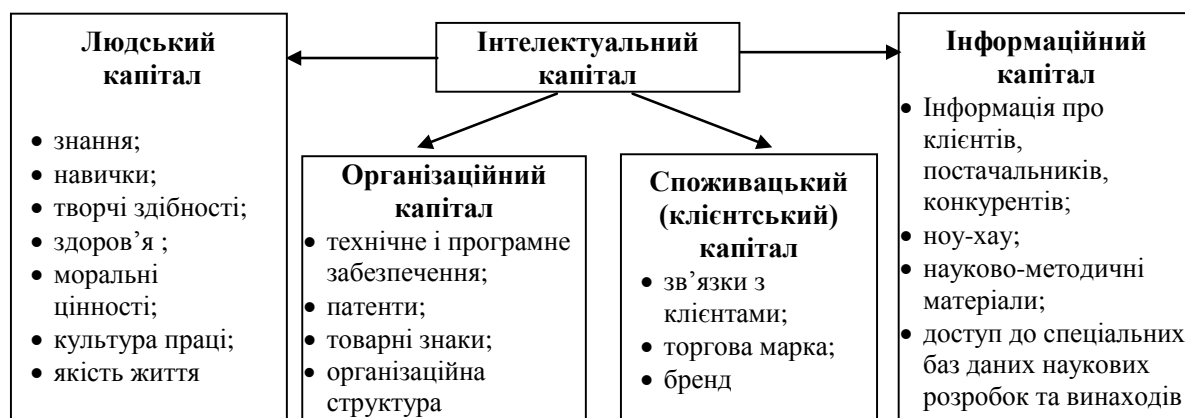 Людський
капітал
• знання;
• навички;
• творчі здібності;
• здоров’я ;
• моральні
цінності;
• культура праці;
• якість життя
Інтелектуальний
капітал
Організаційний
капітал
• технічне і програмне
забезпечення;
• патенти;
• товарні знаки;
• організаційна
структура
Споживацький
(клієнтський)
капітал
• зв’язки з
клієнтами;
• торгова марка;
• бренд
Інформаційний
капітал
• Інформація про
клієнтів,
постачальників,
конкурентів;
• ноу-хау;
• науково-методичні
матеріали;
• доступ до спеціальних
баз даних наукових
розробок та винаходів